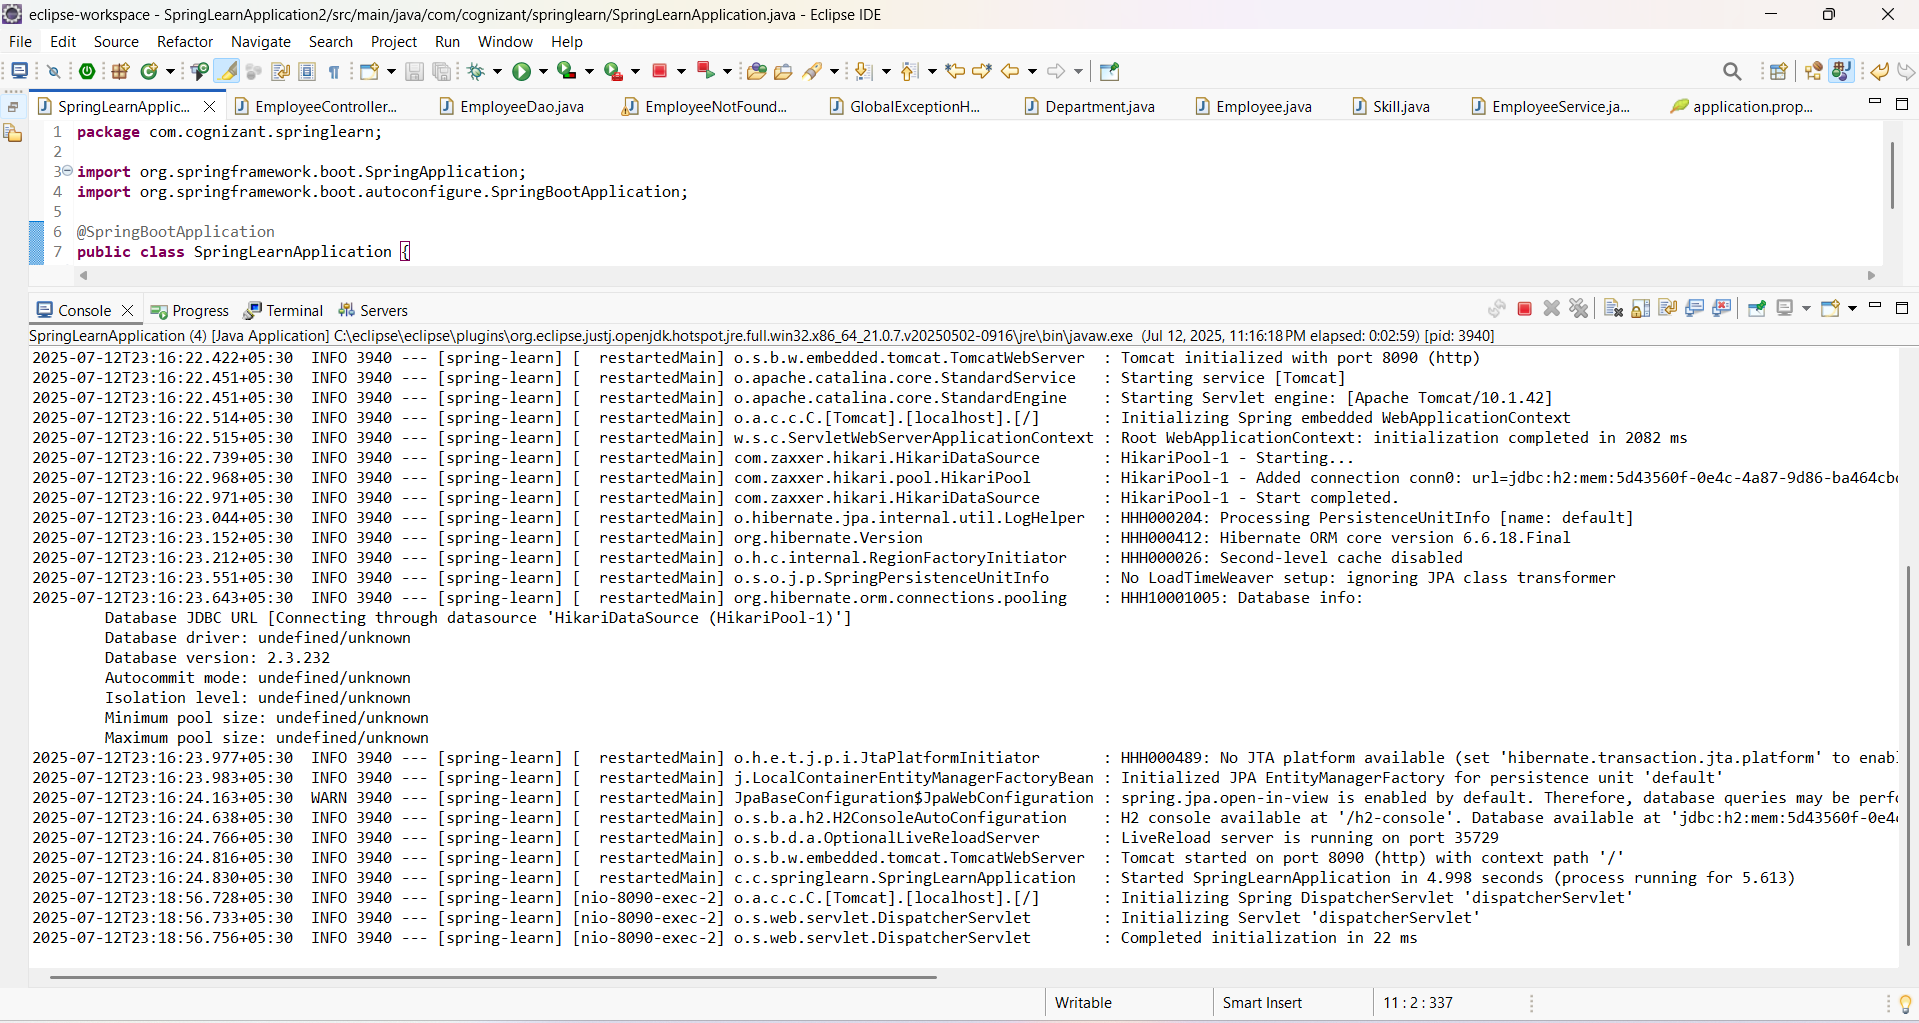 eclipse-workspace - SpringLearnApplication2/src/main/java/com/cognizant/springlearn/SpringLearnApplication.java - Eclipse IDE
File Edit Source Refactor Navigate Search Project Run Window Help
SpringLearnApplic... EmployeeController... EmployeeDao.java EmployeeNotFound... GlobalExceptionH... Department.java Employee.java Skill.java EmployeeService.ja... application.prop...
1 package com.cognizant.springlearn;
2
3 import org.springframework.boot.SpringApplication;
4 import org.springframework.boot.autoconfigure.SpringBootApplication;
5
6 @SpringBootApplication
7 public class SpringLearnApplication {
Console Progress Terminal Servers
SpringLearnApplication (4) [Java Application] C:\eclipse\eclipse\plugins\org.eclipse.justj.openjdk.hotspot.jre.full.win32.x86_64_21.0.7.v20250502-0916\jre\bin\javaw.exe (Jul 12, 2025, 11:16:18 PM elapsed: 0:02:59) [pid: 3940]
2025-07-12T23:16:22.422+05:30 INFO 3940 --- [spring-learn] [ restartedMain] o.s.b.w.embedded.tomcat.TomcatWebServer : Tomcat initialized with port 8090 (http)
2025-07-12T23:16:22.451+05:30 INFO 3940 --- [spring-learn] [ restartedMain] o.apache.catalina.core.StandardService : Starting service [Tomcat]
2025-07-12T23:16:22.451+05:30 INFO 3940 --- [spring-learn] [ restartedMain] o.apache.catalina.core.StandardEngine : Starting Servlet engine: [Apache Tomcat/10.1.42]
2025-07-12T23:16:22.514+05:30 INFO 3940 --- [spring-learn] [ restartedMain] o.a.c.c.C.[Tomcat].[localhost].[/] : Initializing Spring embedded WebApplicationContext
2025-07-12T23:16:22.515+05:30 INFO 3940 --- [spring-learn] [ restartedMain] w.s.c.ServletWebServerApplicationContext : Root WebApplicationContext: initialization completed in 2082 ms
2025-07-12T23:16:22.739+05:30 INFO 3940 --- [spring-learn] [ restartedMain] com.zaxxer.hikari.HikariDataSource : HikariPool-1 - Starting...
2025-07-12T23:16:22.968+05:30 INFO 3940 --- [spring-learn] [ restartedMain] com.zaxxer.hikari.pool.HikariPool : HikariPool-1 - Added connection conn0: url=jdbc:h2:mem:5d43560f-0e4c-4a87-9d86-ba464cb
2025-07-12T23:16:22.971+05:30 INFO 3940 --- [spring-learn] [ restartedMain] com.zaxxer.hikari.HikariDataSource : HikariPool-1 - Start completed.
2025-07-12T23:16:23.044+05:30 INFO 3940 --- [spring-learn] [ restartedMain] o.hibernate.jpa.internal.util.LogHelper : HHH000204: Processing PersistenceUnitInfo [name: default]
2025-07-12T23:16:23.152+05:30 INFO 3940 --- [spring-learn] [ restartedMain] org.hibernate.Version : HHH000412: Hibernate ORM core version 6.6.18.Final
2025-07-12T23:16:23.212+05:30 INFO 3940 --- [spring-learn] [ restartedMain] o.h.c.internal.RegionFactoryInitiator : HHH000026: Second-level cache disabled
2025-07-12T23:16:23.551+05:30 INFO 3940 --- [spring-learn] [ restartedMain] o.s.o.j.p.SpringPersistenceUnitInfo : No LoadTimeWeaver setup: ignoring JPA class transformer
2025-07-12T23:16:23.643+05:30 INFO 3940 --- [spring-learn] [ restartedMain] org.hibernate.orm.connections.pooling : HHH10001005: Database info:
Database JDBC URL [Connecting through datasource 'HikariDataSource (HikariPool-1)']
Database driver: undefined/unknown
Database version: 2.3.232
Autocommit mode: undefined/unknown
Isolation level: undefined/unknown
Minimum pool size: undefined/unknown
Maximum pool size: undefined/unknown
2025-07-12T23:16:23.977+05:30 INFO 3940 --- [spring-learn] [ restartedMain] o.h.e.t.j.p.i.JtaPlatformInitiator : HHH000489: No JTA platform available (set 'hibernate.transaction.jta.platform' to enabl
2025-07-12T23:16:23.983+05:30 INFO 3940 --- [spring-learn] [ restartedMain] j.LocalContainerEntityManagerFactoryBean : Initialized JPA EntityManagerFactory for persistence unit 'default'
2025-07-12T23:16:24.163+05:30 WARN 3940 --- [spring-learn] [ restartedMain] JpaBaseConfiguration$JpaWebConfiguration : spring.jpa.open-in-view is enabled by default. Therefore, database queries may be perfo
2025-07-12T23:16:24.638+05:30 INFO 3940 --- [spring-learn] [ restartedMain] o.s.b.a.h2.H2ConsoleAutoConfiguration : H2 console available at '/h2-console'. Database available at 'jdbc:h2:mem:5d43560f-0e4c
2025-07-12T23:16:24.766+05:30 INFO 3940 --- [spring-learn] [ restartedMain] o.s.b.d.a.OptionalLiveReloadServer : LiveReload server is running on port 35729
2025-07-12T23:16:24.816+05:30 INFO 3940 --- [spring-learn] [ restartedMain] o.s.b.w.embedded.tomcat.TomcatWebServer : Tomcat started on port 8090 (http) with context path '/'
2025-07-12T23:16:24.830+05:30 INFO 3940 --- [spring-learn] [ restartedMain] c.c.springlearn.SpringLearnApplication : Started SpringLearnApplication in 4.998 seconds (process running for 5.613)
2025-07-12T23:18:56.728+05:30 INFO 3940 --- [spring-learn] [nio-8090-exec-2] o.a.c.c.C.[Tomcat].[localhost].[/] : Initializing Spring DispatcherServlet 'dispatcherServlet'
2025-07-12T23:18:56.733+05:30 INFO 3940 --- [spring-learn] [nio-8090-exec-2] o.s.web.servlet.DispatcherServlet : Initializing Servlet 'dispatcherServlet'
2025-07-12T23:18:56.756+05:30 INFO 3940 --- [spring-learn] [nio-8090-exec-2] o.s.web.servlet.DispatcherServlet : Completed initialization in 22 ms
Writable Smart Insert 11 : 2 : 337